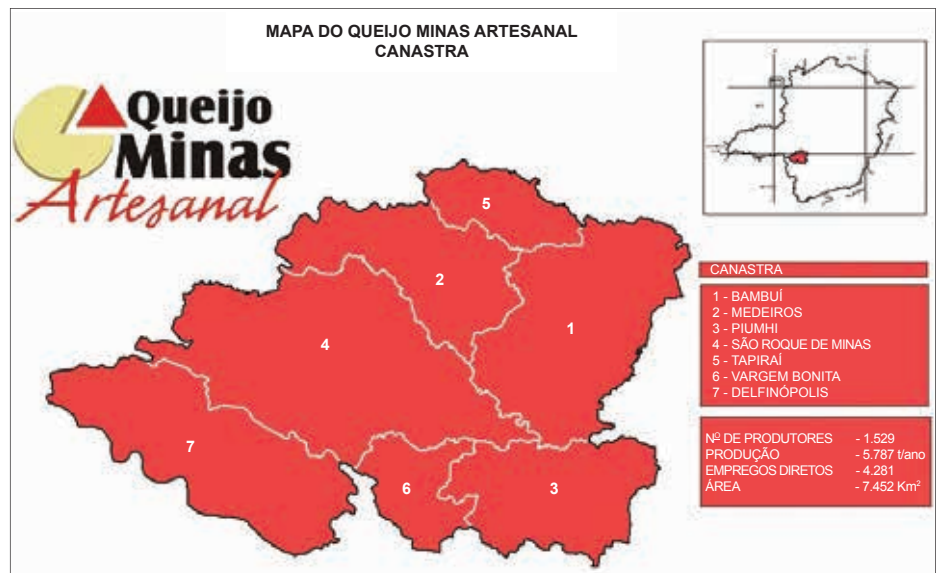 MAPA DO QUEIJO MINAS ARTESANAL
CANASTRA
Queijo
Minas
Artesanal
5
2
1
4
7
6
3
CANASTRA
1 - BAMBUÍ
2 - MEDEIROS
3 - PIUMHI
4 - SÃO ROQUE DE MINAS
5 - TAPIRAÍ
6 - VARGEM BONITA
7 - DELFINÓPOLIS
Nº DE PRODUTORES - 1.529
PRODUÇÃO - 5.787 t/ano
EMPREGOS DIRETOS - 4.281
ÁREA - 7.452 Km²